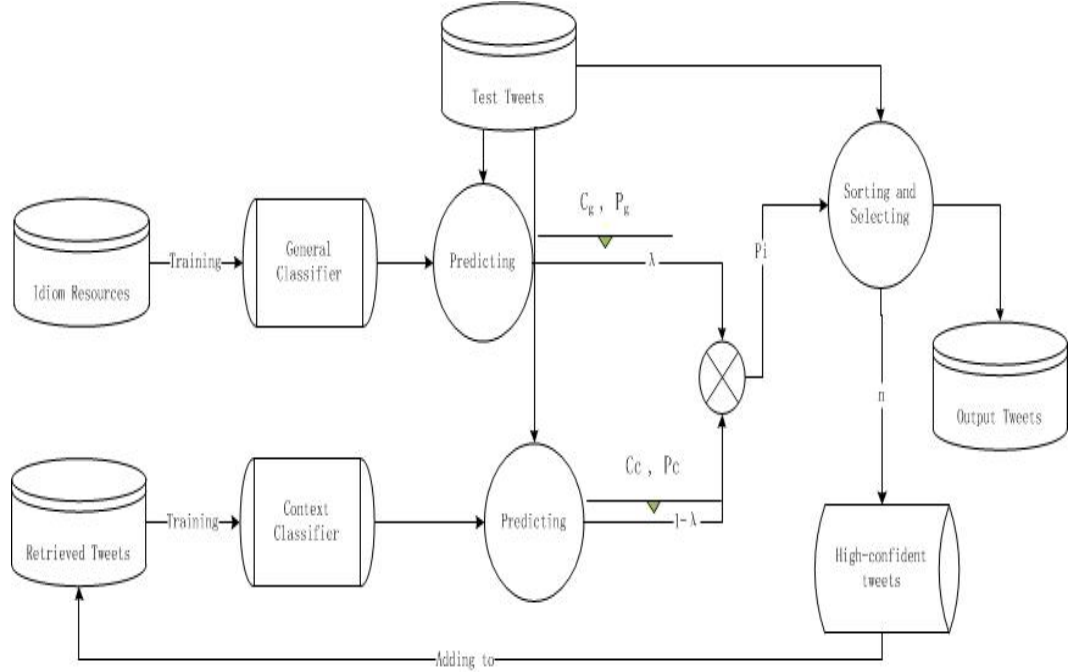 Test Tweets
Idiom Resources
Training
General
Classifier
Predicting
Cg , Pg
λ
Pi
Sorting and
Selecting
n
Output Tweets
Retrieved Tweets
Training
Context
Classifier
Predicting
Cc , Pc
1-λ
High-confident
tweets
Adding to